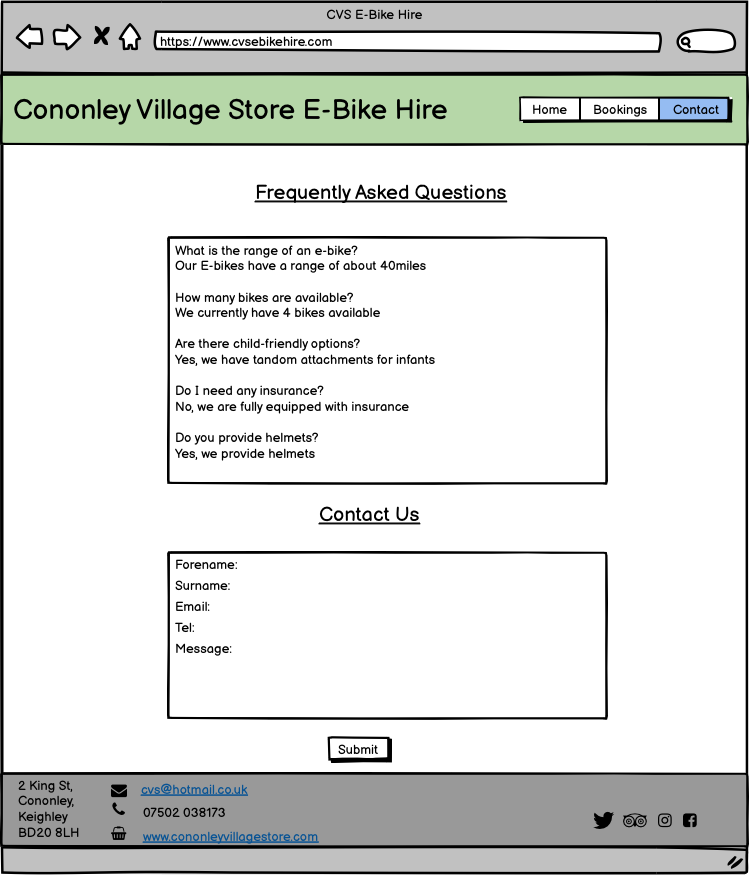 CVS E-Bike Hire
https://www.cvsebikehire.com
Cononley Village Store E-Bike Hire
Home Bookings Contact
Frequently Asked Questions
What is the range of an e-bike?
Our E-bikes have a range of about 40miles
How many bikes are available?
We currently have 4 bikes available
Are there child-friendly options?
Yes, we have tandom attachments for infants
Do I need any insurance?
No, we are fully equipped with insurance
Do you provide helmets?
Yes, we provide helmets
Contact Us
Forename:
Surname:
Email:
Tel:
Message:
Submit
2 King St,
Cononley,
Keighley
BD20 8LH
cvs@hotmail.co.uk
07502 038173
www.cononleyvillagestore.com